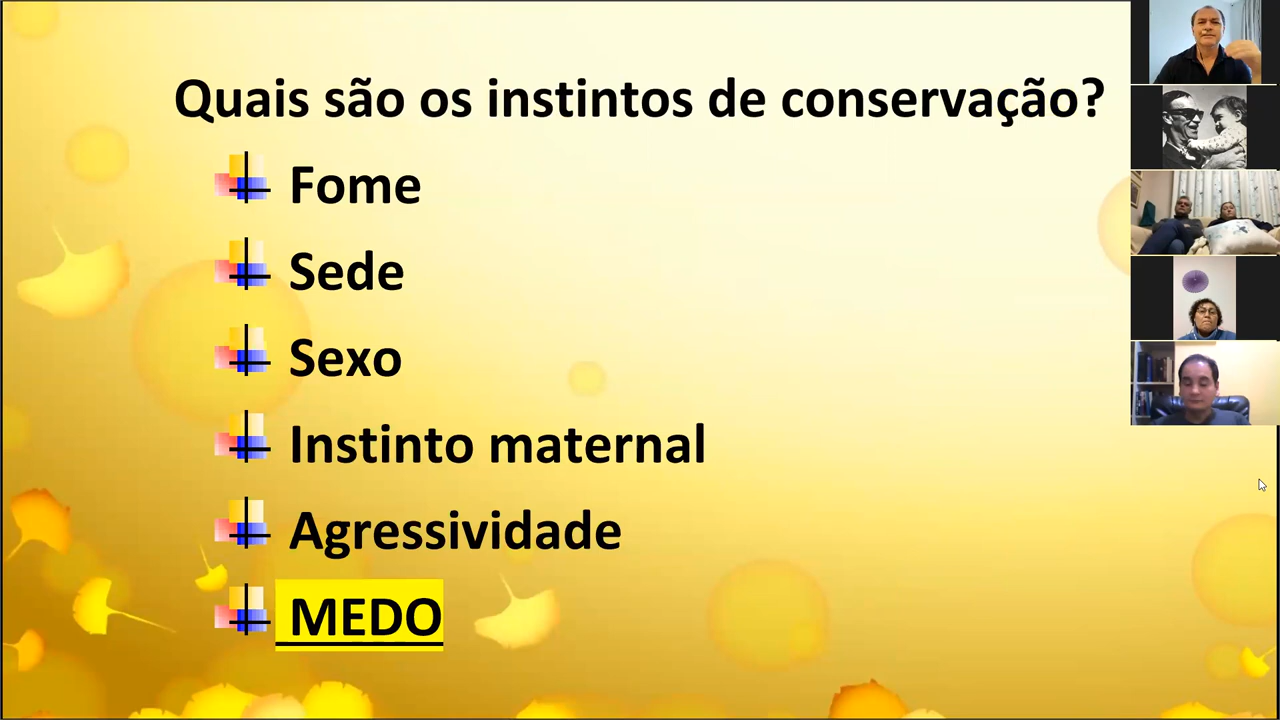 Quais são os instintos de conservação?
Fome
Sede
Sexo
Instinto maternal
Agressividade
MEDO